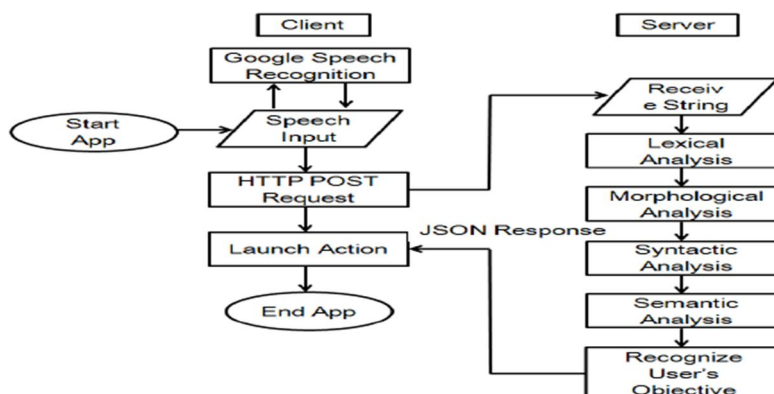 Client
Server
Google Speech
Recognition
Start
App
Speech
Input
HTTP POST
Request
Launch Action
End App
JSON Response
Receiv
e String
Lexical
Analysis
Morphological
Analysis
Syntactic
Analysis
Semantic
Analysis
Recognize
User's
Objective